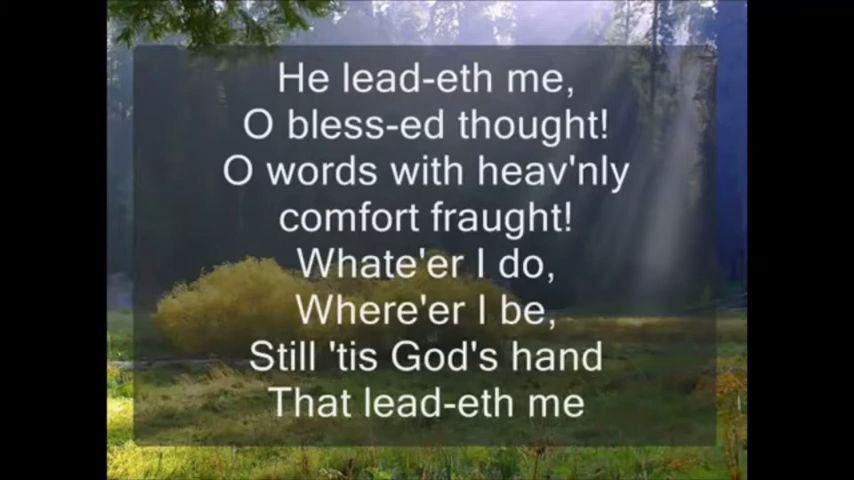 He lead-eth me,
O bless-ed thought!
O words with heav'nly
comfort fraught!
Whate'er I do,
Where'er I be,
Still 'tis God's hand
That lead-eth me